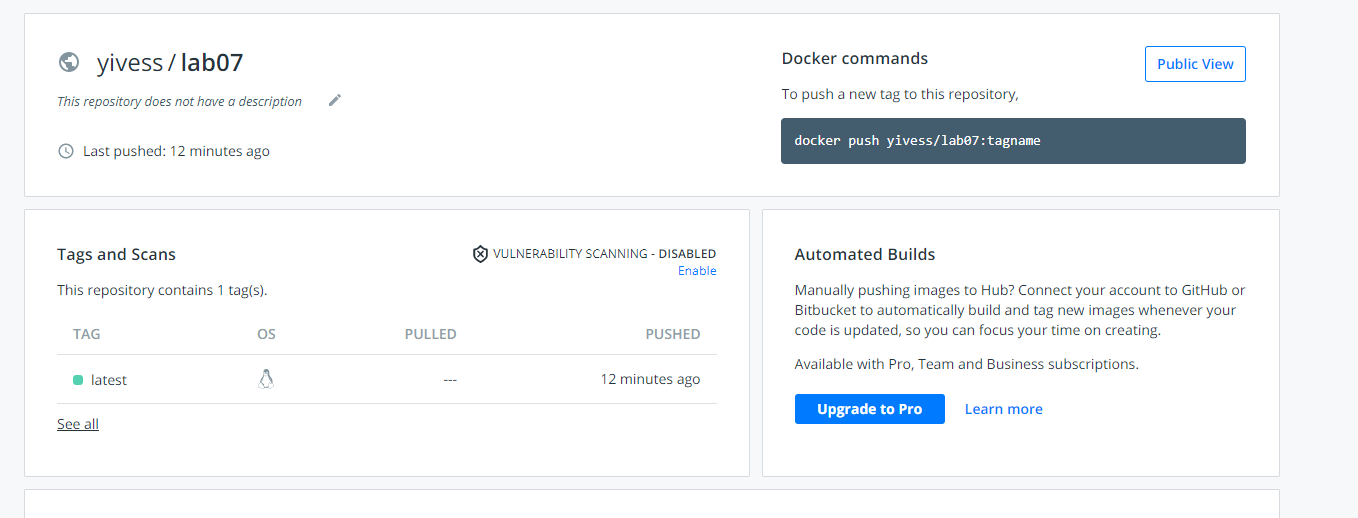 yivess / lab07
This repository does not have a description
Last pushed: 12 minutes ago
Docker commands
Public View
To push a new tag to this repository,
docker push yivess/lab07:tagname
Tags and Scans
VULNERABILITY SCANNING - DISABLED
Enable
This repository contains 1 tag(s).
TAG OS PULLED PUSHED
latest --- 12 minutes ago
See all
Automated Builds
Manually pushing images to Hub? Connect your account to GitHub or
Bitbucket to automatically build and tag new images whenever your
code is updated, so you can focus your time on creating.
Available with Pro, Team and Business subscriptions.
Upgrade to Pro Learn more